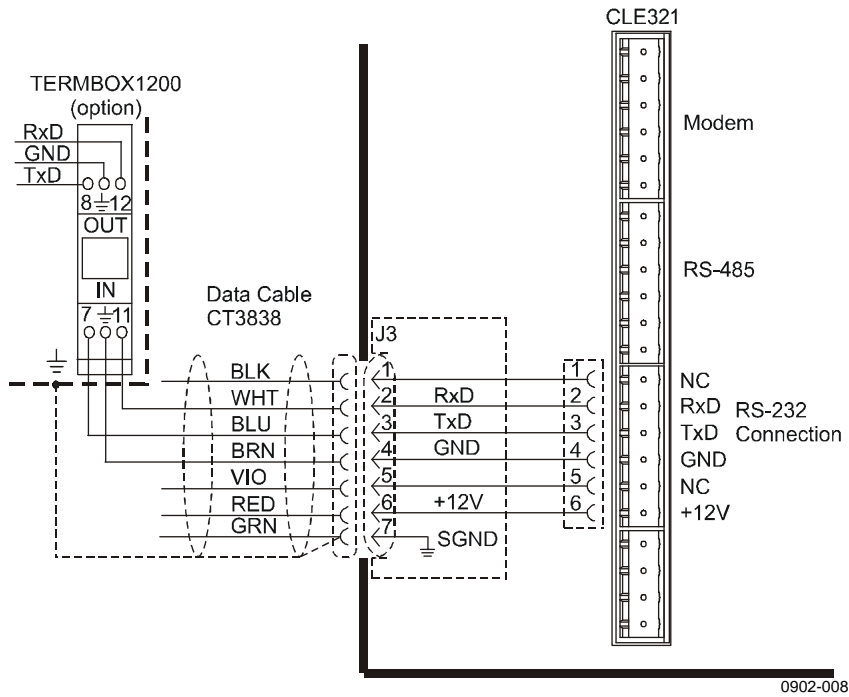 CLE321
TERMBOX1200
(option)
RxD
GND
TxD
8 12
OUT
IN
7 11
Modem
RS-485
Data Cable
CT3838
J3
BLK 1 1 NC
WHT 2 RxD 2 RxD
BLU 3 TxD 3 TxD
BRN 4 GND 4 GND
VIO 5 5 NC
RED 6 +12V 6 +12V
GRN 7 SGND
RS-232
Connection
0902-008